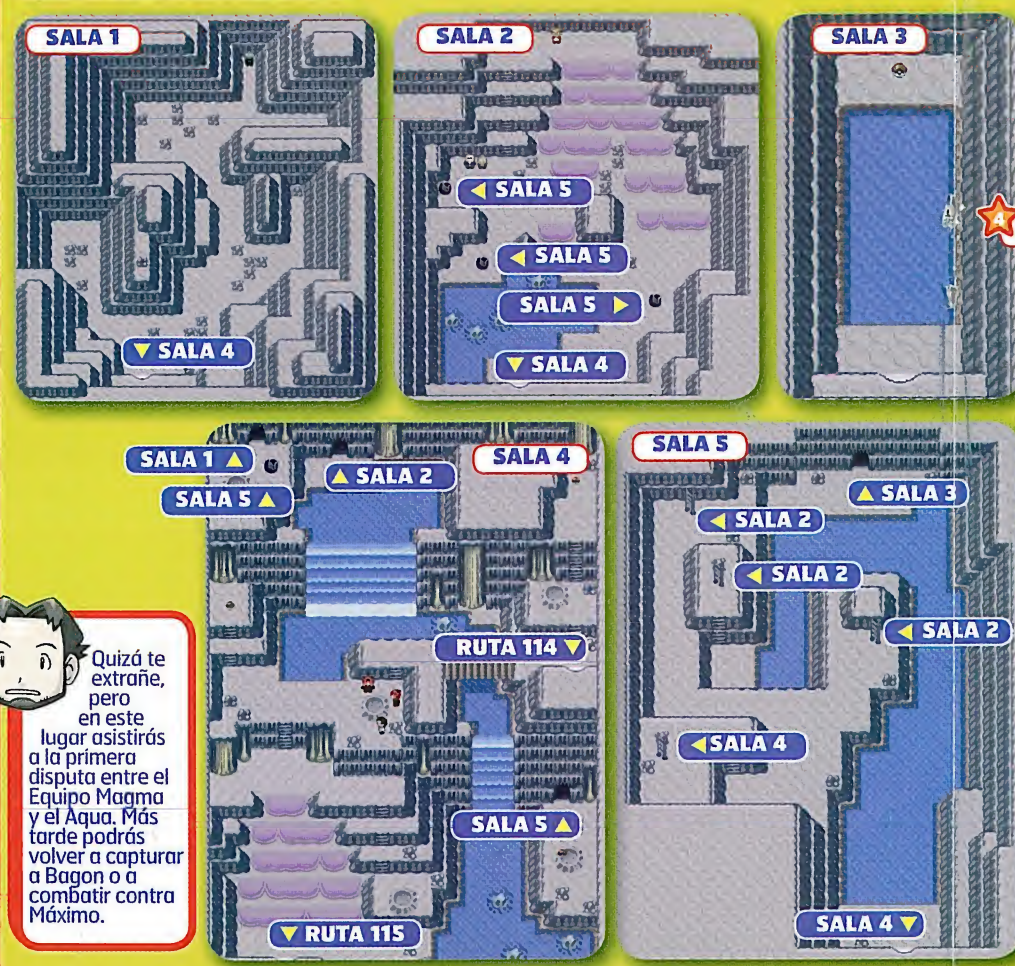 SALA 1
SALA 2
SALA 3
◀ SALA 5
◀ SALA 5
SALA 5 ▶
▼ SALA 4
▼ SALA 4
4
SALA 1 ▲
SALA 5 ▲
▲ SALA 2
SALA 4
RUTA 114 ▼
SALA 5 ▲
▼ RUTA 115
SALA 5
▲ SALA 3
◀ SALA 2
◀ SALA 2
◀ SALA 2
◀ SALA 4
SALA 4 ▼
Quizá te
extrañe,
pero
en este
lugar asistirás
a la primera
disputa entre el
Equipo Magma
y el Aqua. Más
tarde podrás
volver a capturar
a Bagon o a
combatir contra
Máximo.